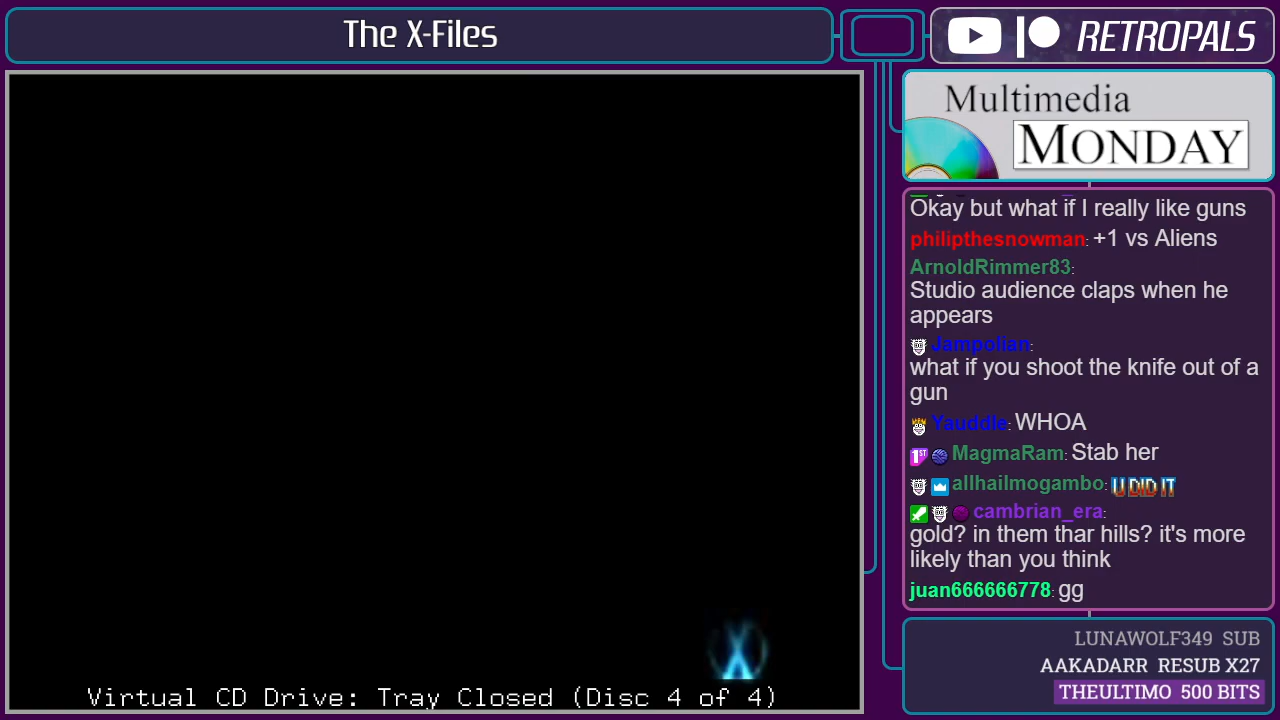 The X-Files
RETROPALS
Multimedia
MONDAY
Okay but what if I really like guns
philipthesnowman: +1 vs Aliens
ArnoldRimmer83:
Studio audience claps when he
appears
Jampolian:
what if you shoot the knife out of a
gun
Yauddle: WHOA
1ST MagmaRam: Stab her
allhailmogambo: U DID IT
cambrian_era:
gold? in them thar hills? it's more
likely than you think
juan666666778: gg
LUNAWOLF349 SUB
AAKADARR RESUB X27
THEULTIMO 500 BITS
Virtual CD Drive: Tray Closed (Disc 4 of 4)